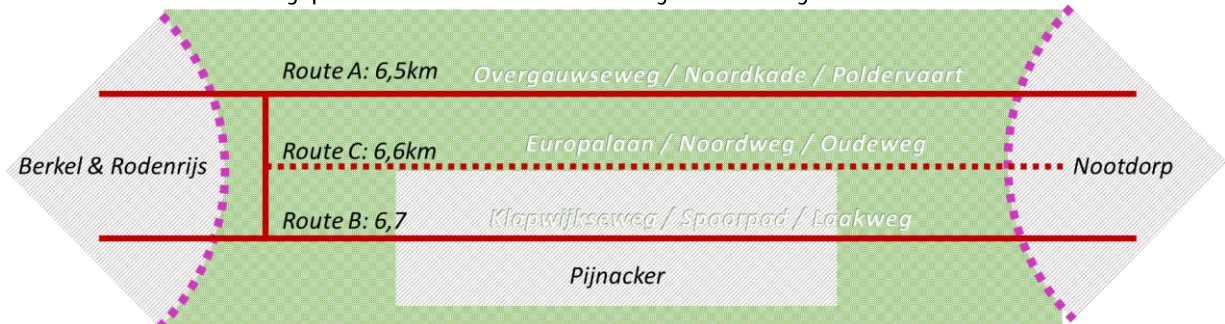 Route A: 6,5km
Overgauwseweg / Noordkade / Poldervaart
Berkel & Rodenrijs
Route C: 6,6km
Europalaan / Noordweg / Oudeweg
Nootdorp
Route B: 6,7
Klapwijkseweg / Spoorpad / Laakweg
Pijnacker